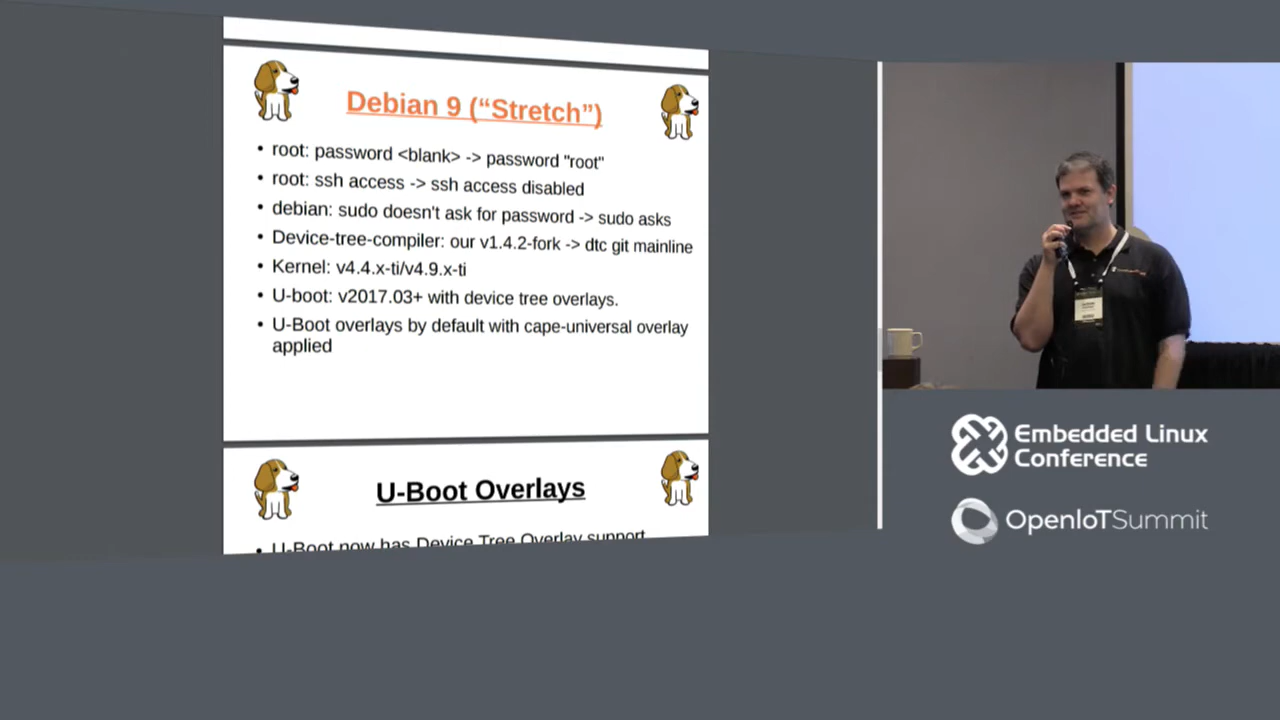 Debian 9 (“Stretch”)
• root: password <blank> -> password "root"
• root: ssh access -> ssh access disabled
• debian: sudo doesn't ask for password -> sudo asks
• Device-tree-compiler: our v1.4.2-fork -> dtc git mainline
• Kernel: v4.4.x-ti/v4.9.x-ti
• U-boot: v2017.03+ with device tree overlays.
• U-Boot overlays by default with cape-universal overlay
applied
U-Boot Overlays
• U-Boot now has Device Tree Overlay support
Embedded Linux
Conference
OpenIoTSummit